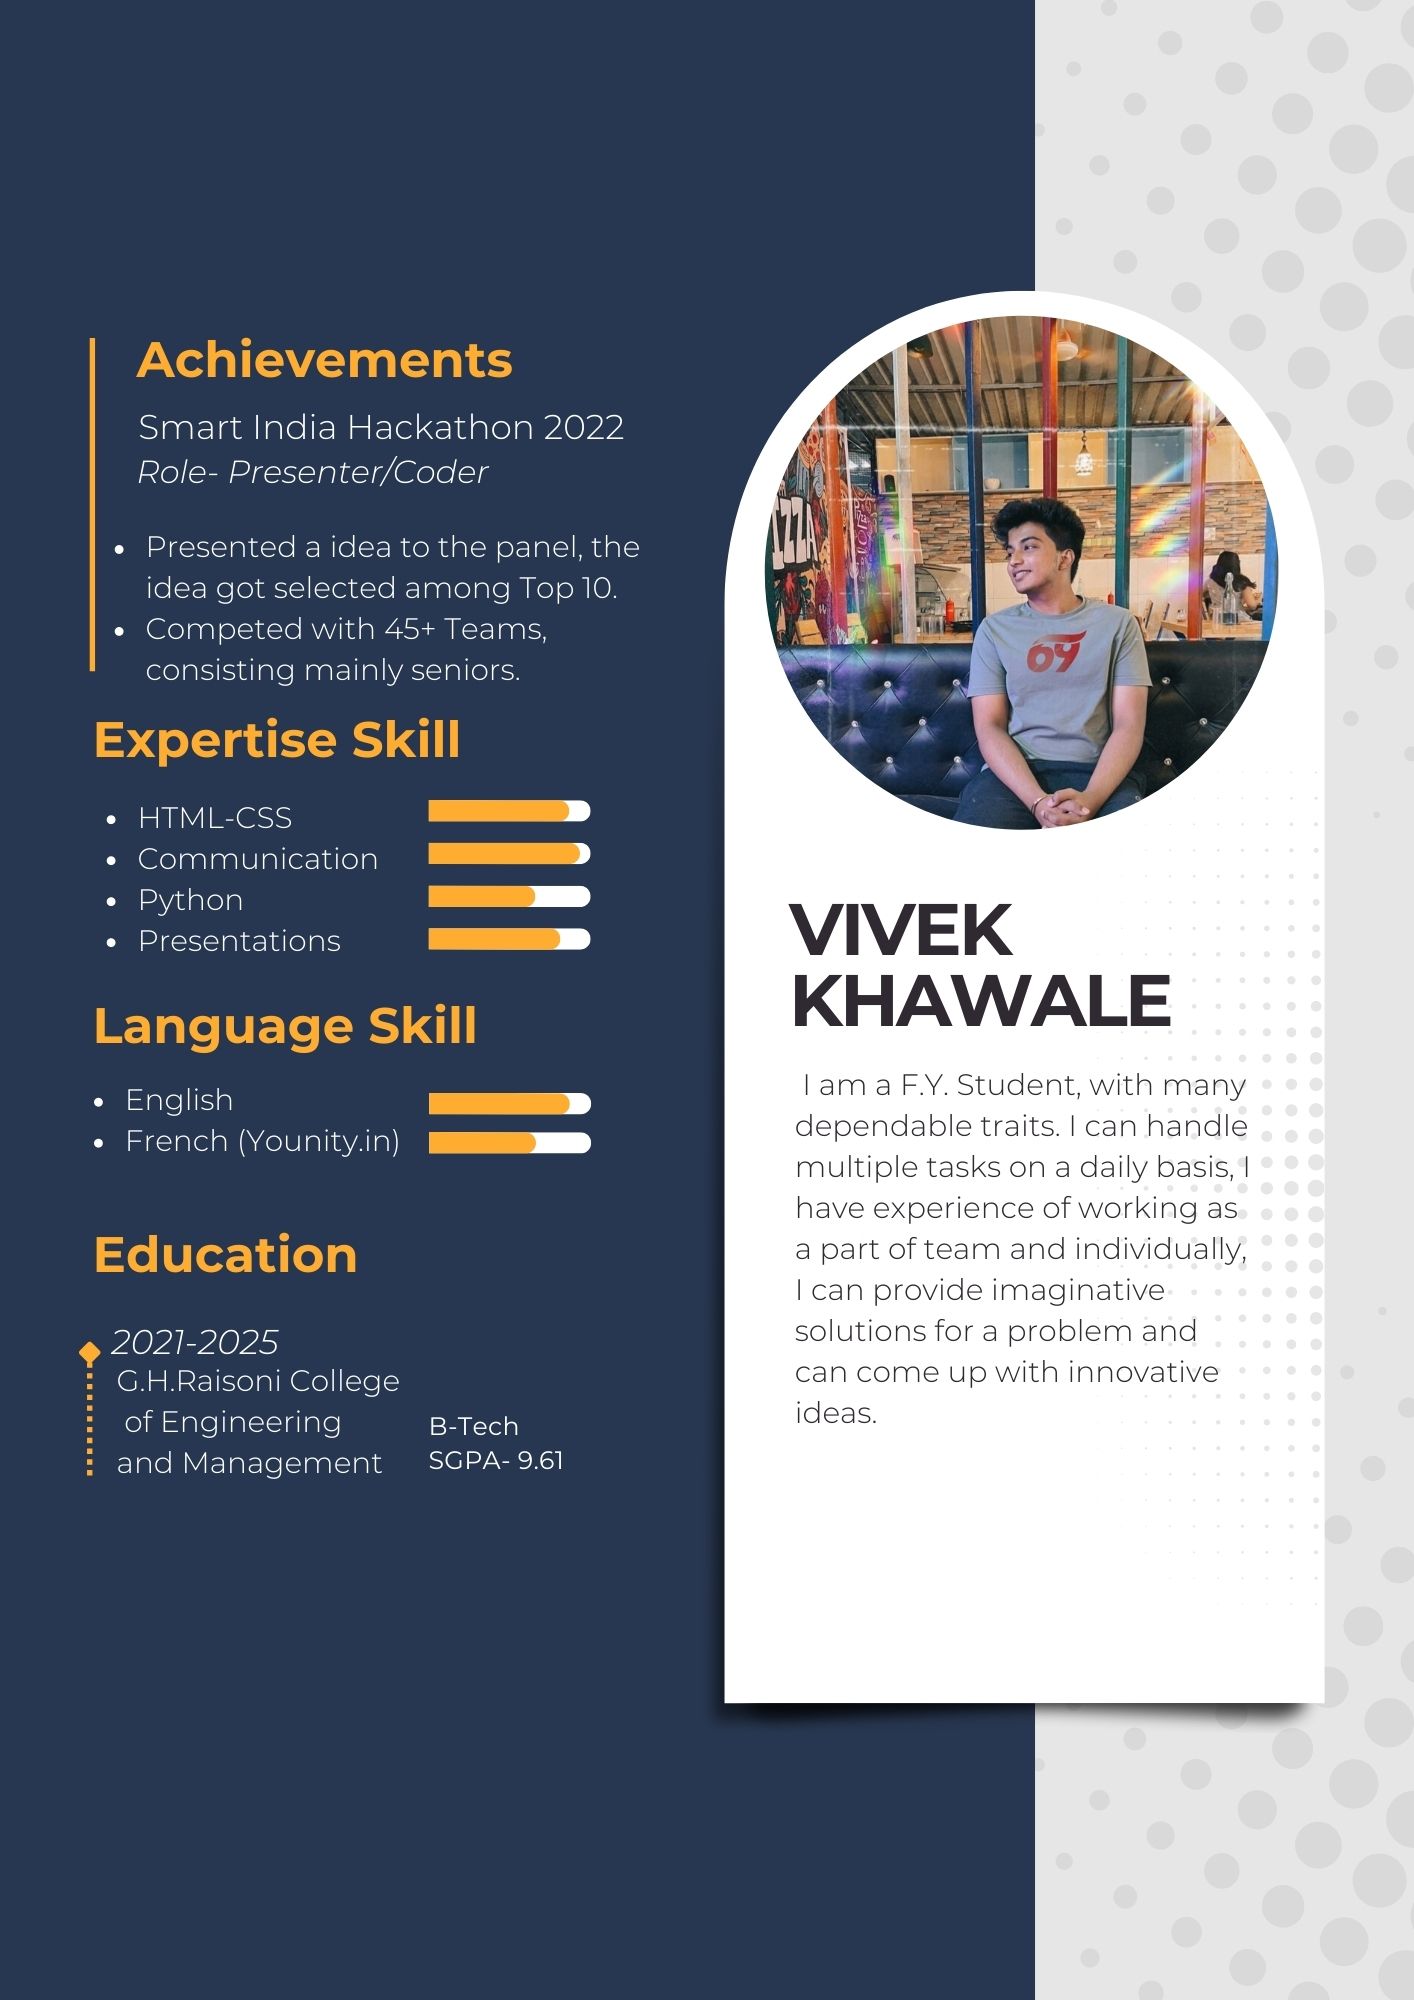 Achievements
Smart India Hackathon 2022
Role- Presenter/Coder
Presented a idea to the panel, the
idea got selected among Top 10.
Competed with 45+ Teams,
consisting mainly seniors.
Expertise Skill
HTML-CSS
Communication
Python
Presentations
Language Skill
English
French (Younity.in)
Education
2021-2025
G.H.Raisoni College
of Engineering
and Management
B-Tech
SGPA- 9.61
IZZA
09
VIVEK
KHAWALE
I am a F.Y. Student, with many
dependable traits. I can handle
multiple tasks on a daily basis, I
have experience of working as
a part of team and individually,
I can provide imaginative
solutions for a problem and
can come up with innovative
ideas.